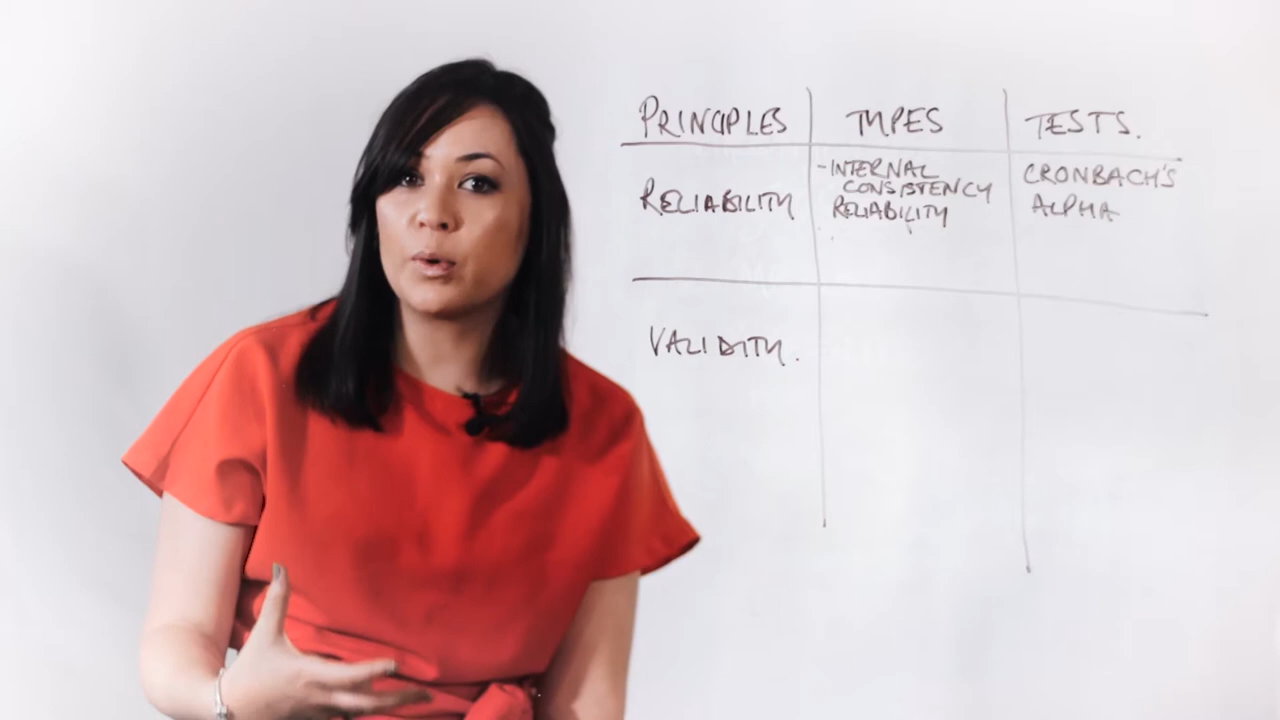 PRINCIPLES TYPES TESTS.
RELIABILITY
-INTERNAL
CONSISTENCY
RELIABILITY
CRONBACH'S
ALPHA
VALIDITY.